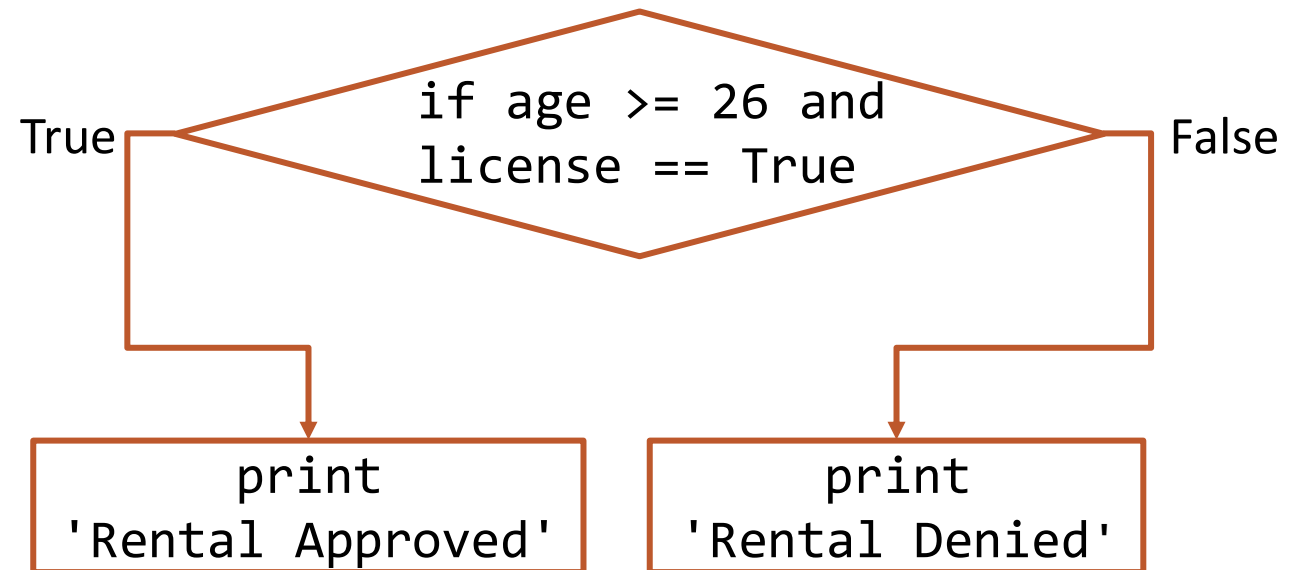 if age >= 26 and
license == True
True
False
print
'Rental Approved'
print
'Rental Denied'